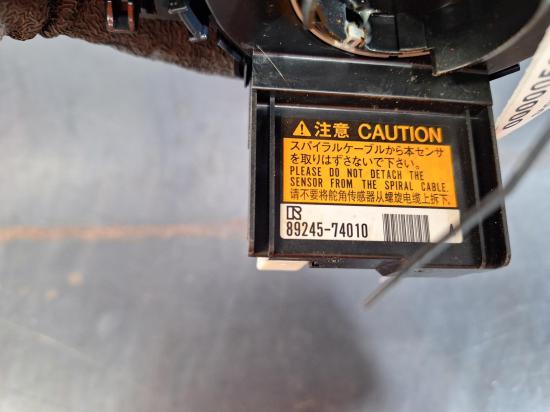 注意 CAUTION
スパイラルケーブルから本センサ
を取りはずさないで下さい。
PLEASE DO NOT DETACH THE
SENSOR FROM THE SPIRAL CABLE.
请不要将舵角传感器从螺旋电缆上拆下.
89245-74010 A